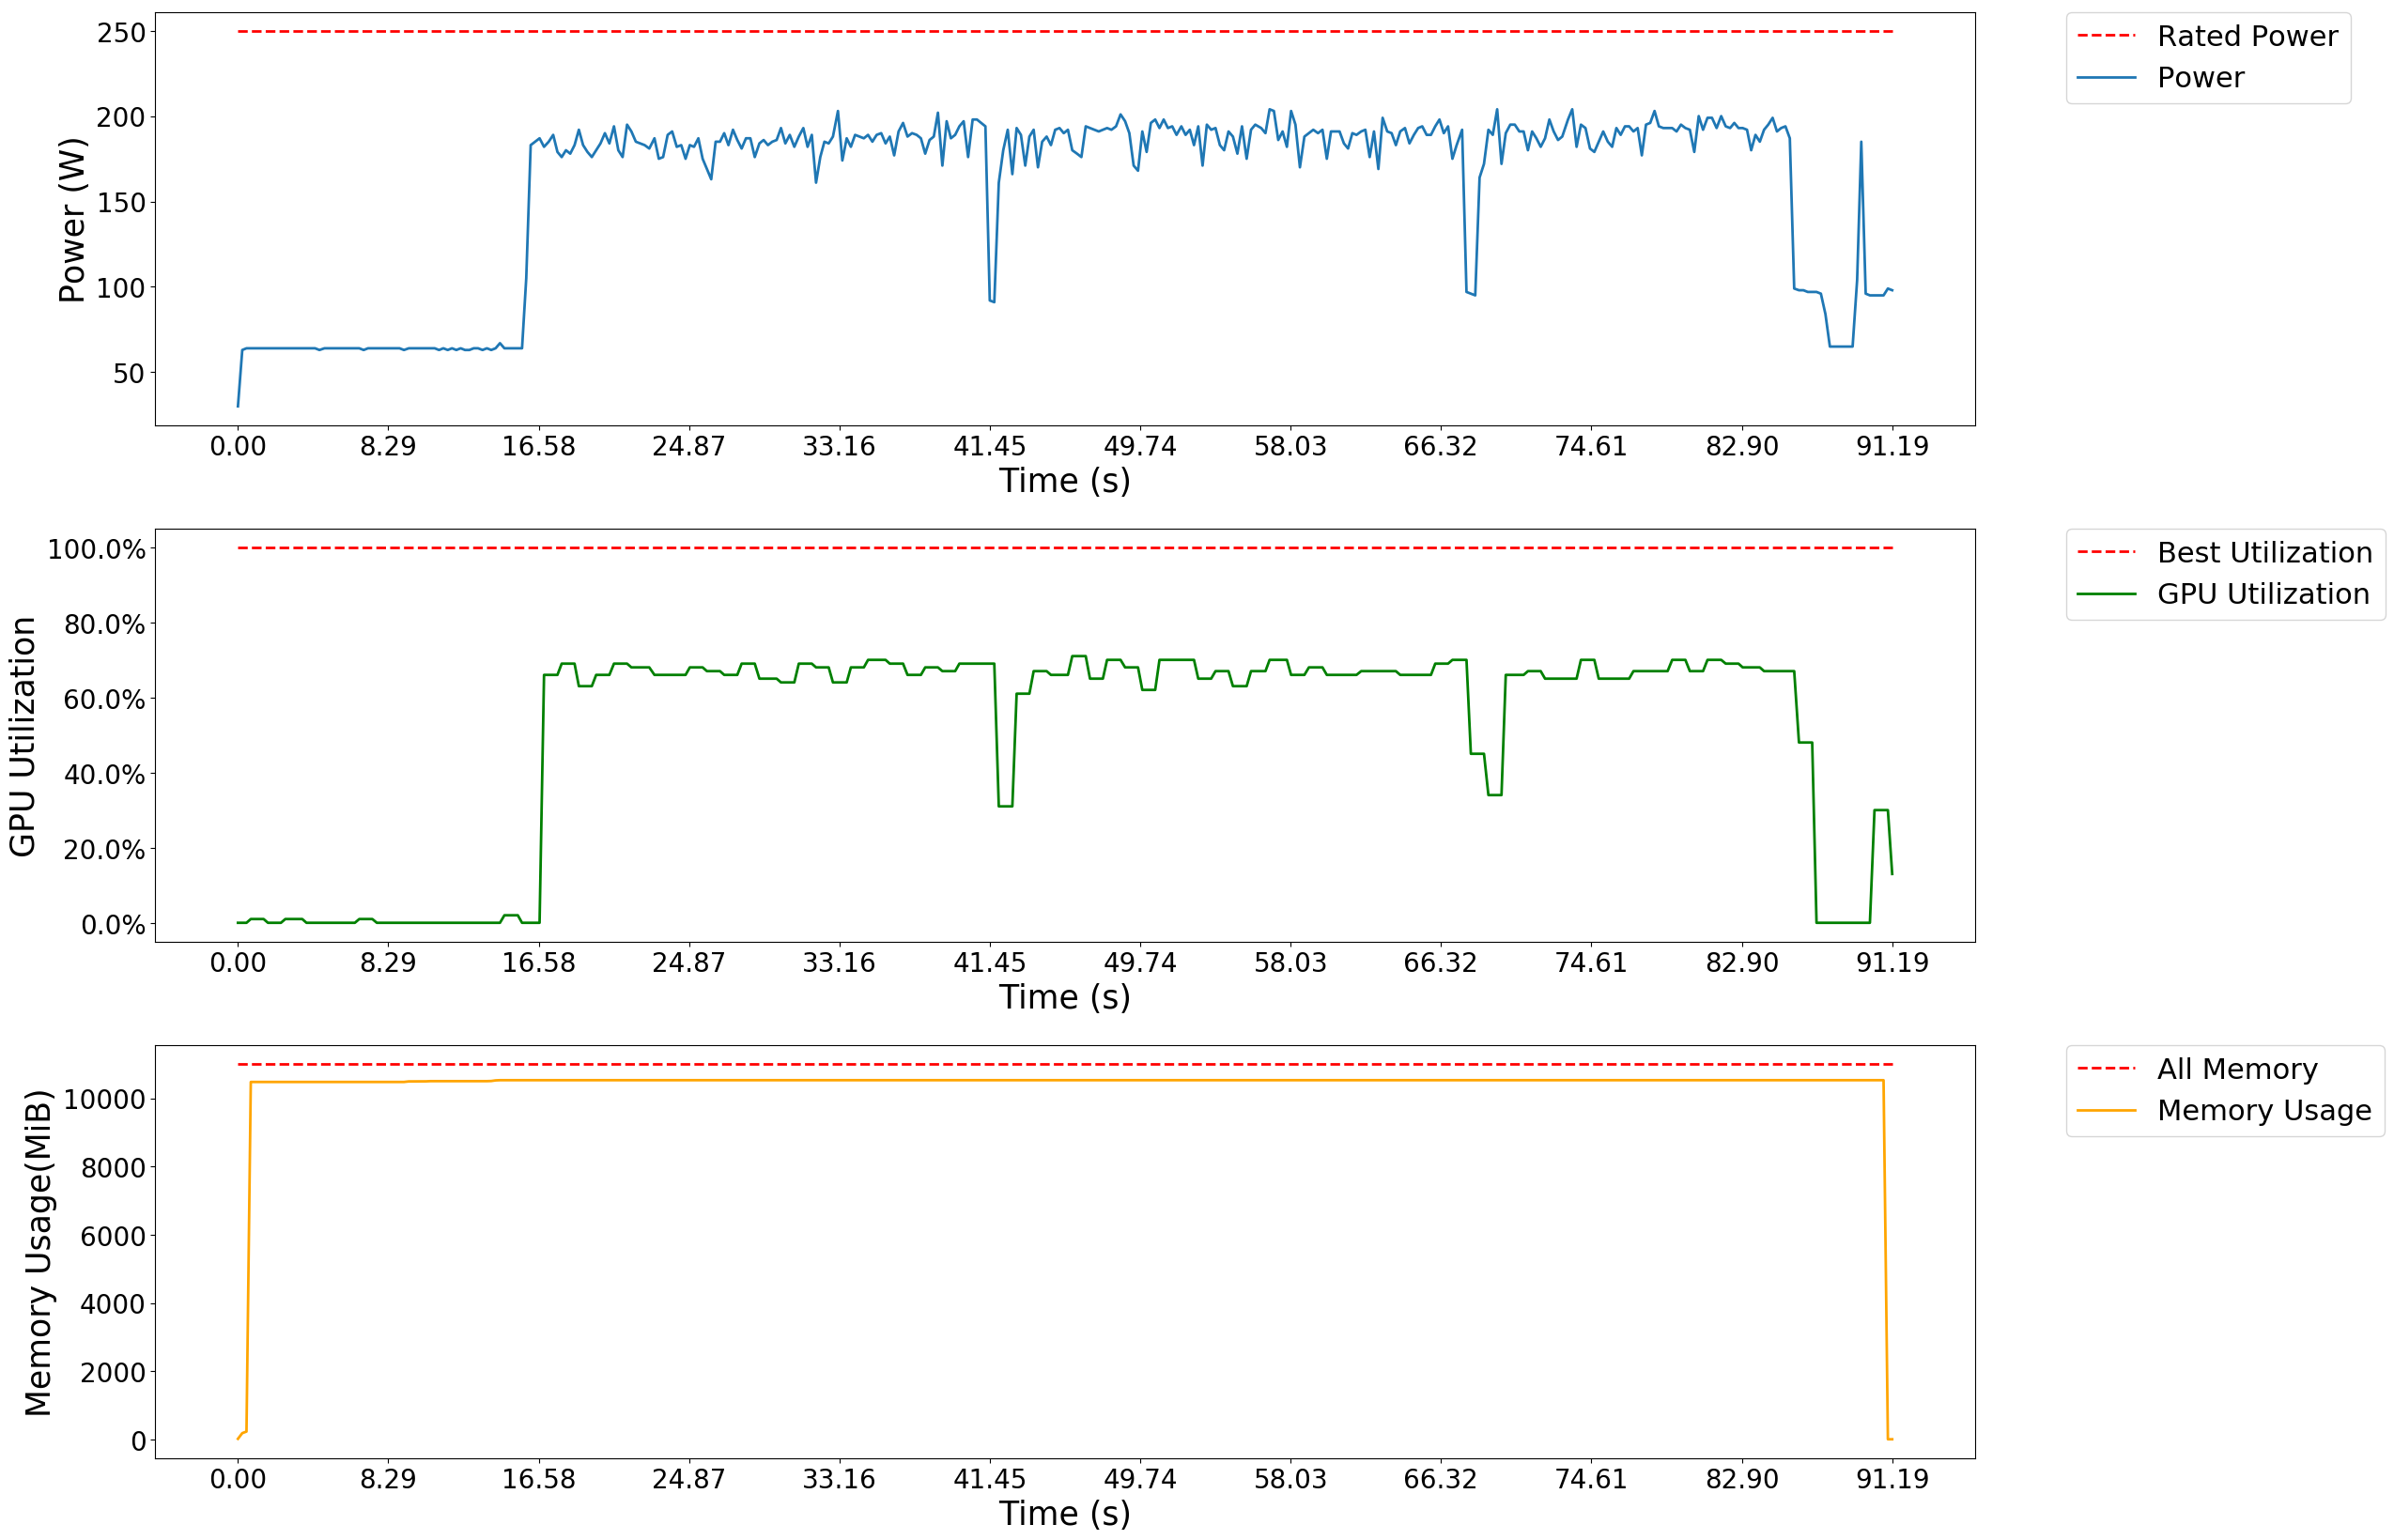 250
200
150
100
50
Power (W)
0.00 8.29 16.58 24.87 33.16 41.45 49.74 58.03 66.32 74.61 82.90 91.19
Time (s)
Rated Power
Power
100.0%
80.0%
60.0%
40.0%
20.0%
0.0%
GPU Utilization
0.00 8.29 16.58 24.87 33.16 41.45 49.74 58.03 66.32 74.61 82.90 91.19
Time (s)
Best Utilization
GPU Utilization
10000
8000
6000
4000
2000
0
Memory Usage(MiB)
0.00 8.29 16.58 24.87 33.16 41.45 49.74 58.03 66.32 74.61 82.90 91.19
Time (s)
All Memory
Memory Usage